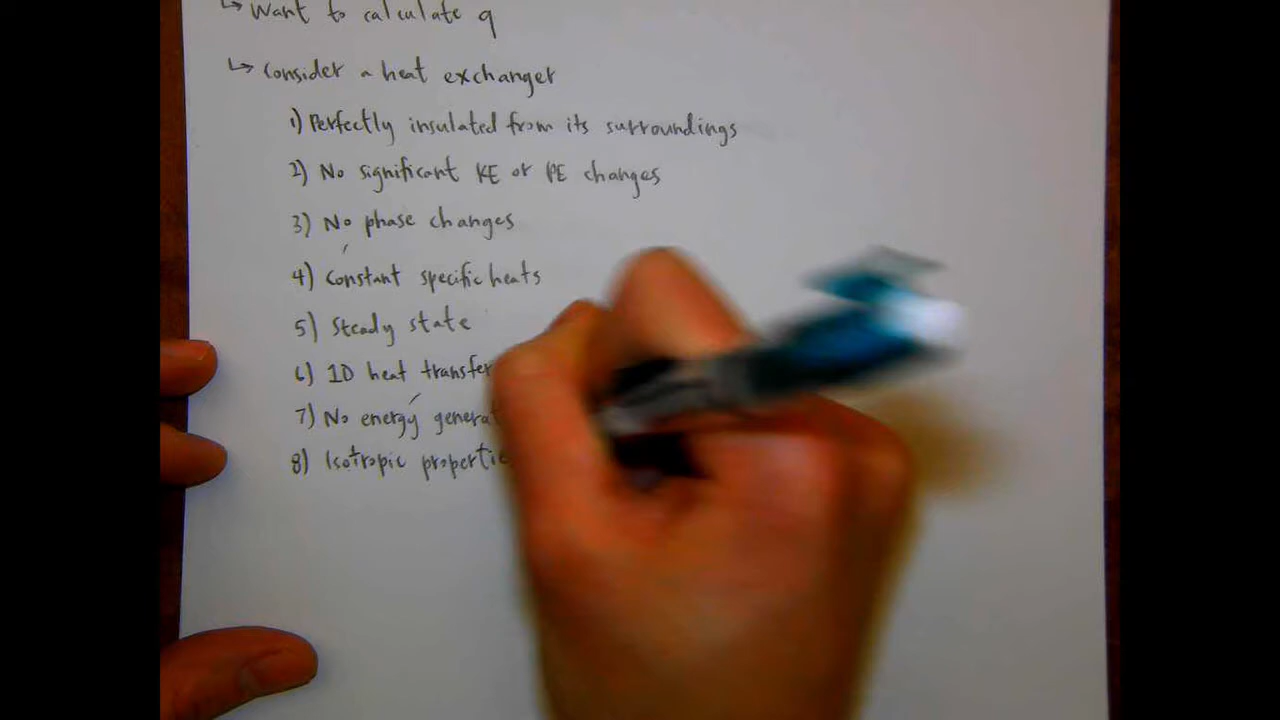 ↳ Want to calculate q
↳ Consider a heat exchanger
1) Perfectly insulated from its surroundings
2) No significant KE or PE changes
3) No phase changes
4) Constant specific heats
5) Steady state
6) 1D heat transfer
7) No energy
8) Isotropic